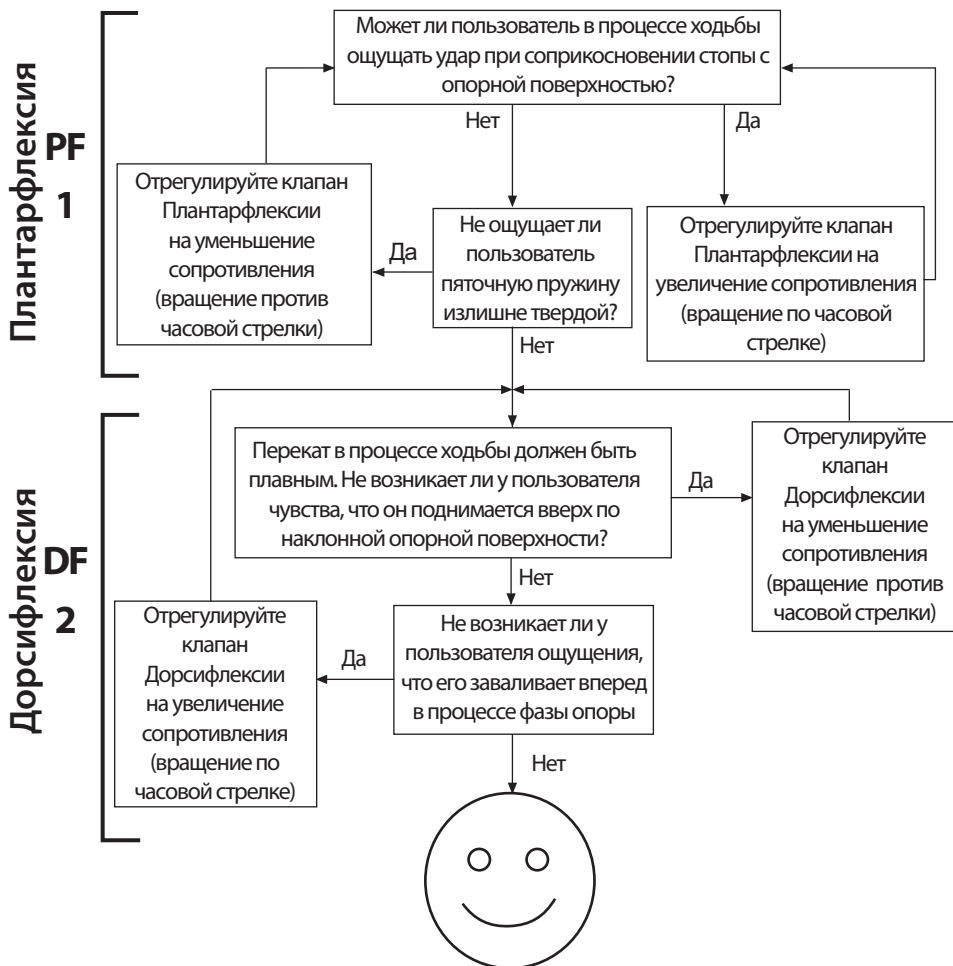 Плантарфлексия
PF
1
Может ли пользователь в процессе ходьбы
ощущать удар при соприкосновении стопы с
опорной поверхностью?
Нет
Да
Отрегулируйте клапан
Плантарфлексии
на уменьшение
сопротивления
(вращение против
часовой стрелки)
Да
Не ощущает ли
пользователь
пяточную пружину
излишне твердой?
Отрегулируйте клапан
Плантарфлексии на
увеличение сопротивления
(вращение по часовой
стрелке)
Нет
Дорсифлексия
DF
2
Перекат в процессе ходьбы должен быть
плавным. Не возникает ли у пользователя
чувства, что он поднимается вверх по
наклонной опорной поверхности?
Да
Отрегулируйте
клапан
Дорсифлексии
на уменьшение
сопротивления
(вращение против
часовой стрелки)
Нет
Отрегулируйте
клапан
Дорсифлексии
на увеличение
сопротивления
(вращение по
часовой стрелке)
Да
Не возникает ли у
пользователя ощущения,
что его заваливает вперед
в процессе фазы опоры
Нет